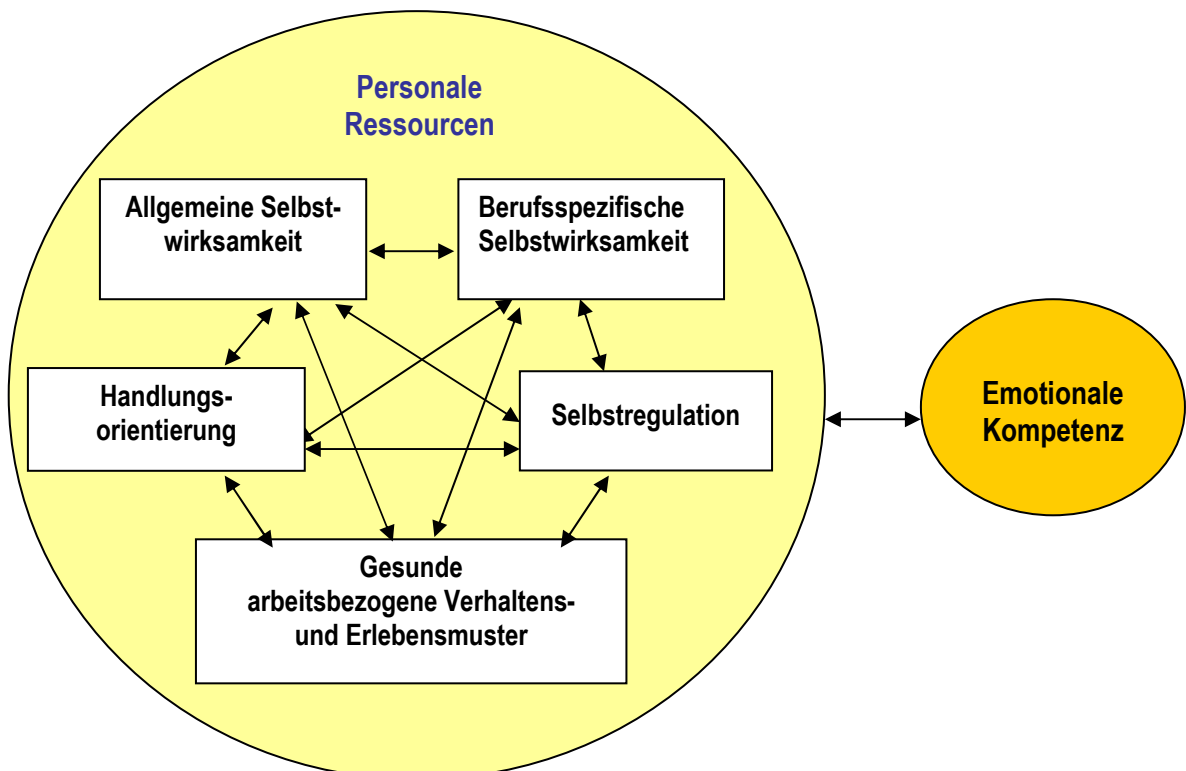 Personale
Ressourcen
Allgemeine Selbst-
wirksamkeit
Berufsspezifische
Selbstwirksamkeit
Handlungs-
orientierung
Selbstregulation
Emotionale
Kompetenz
Gesunde
arbeitsbezogene Verhaltens-
und Erlebensmuster